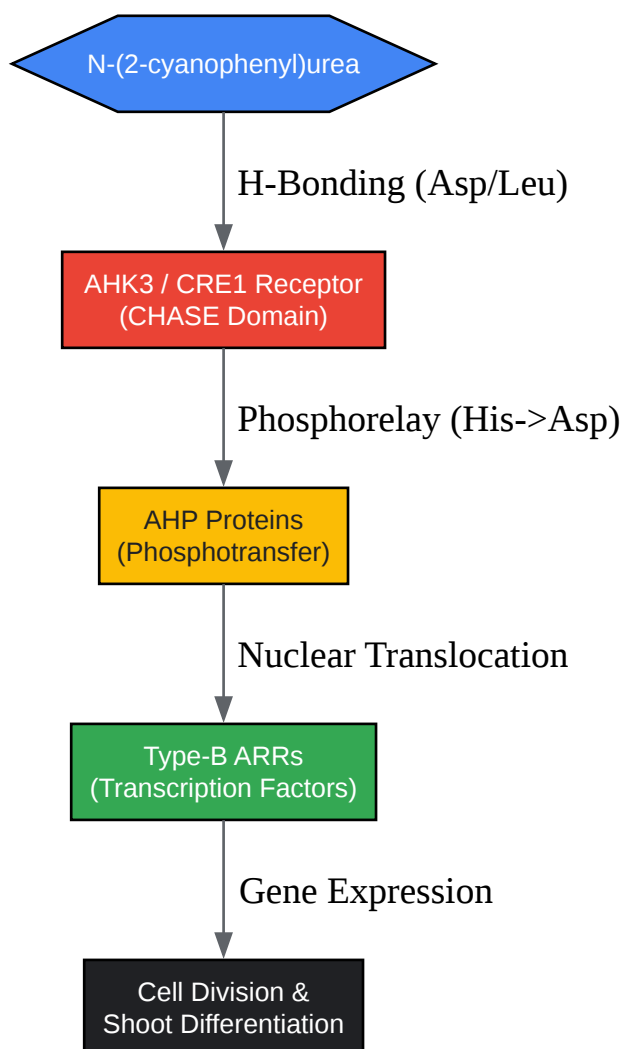 N-(2-cyanophenyl)urea
H-Bonding (Asp/Leu)
AHK3 / CRE1 Receptor
(CHASE Domain)
Phosphorelay (His->Asp)
AHP Proteins
(Phosphotransfer)
Nuclear Translocation
Type-B ARRs
(Transcription Factors)
Gene Expression
Cell Division &
Shoot Differentiation